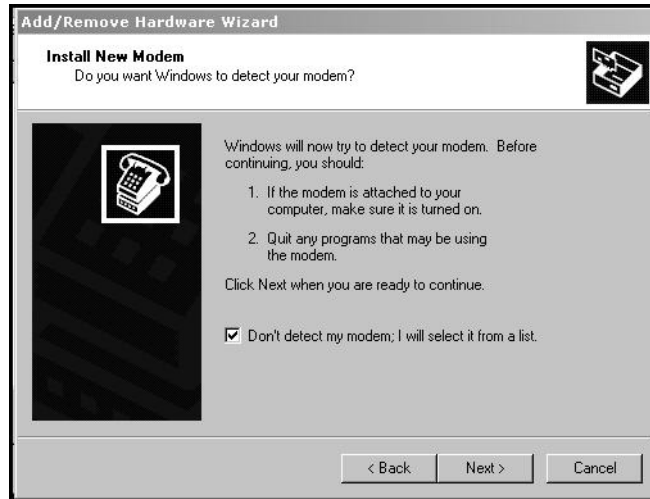 Add/Remove Hardware Wizard
Install New Modem
Do you want Windows to detect your modem?
Windows will now try to detect your modem. Before
continuing, you should:
1. If the modem is attached to your
computer, make sure it is turned on.
2. Quit any programs that may be using
the modem.
Click Next when you are ready to continue.
Don't detect my modem; I will select it from a list.
< Back Next > Cancel